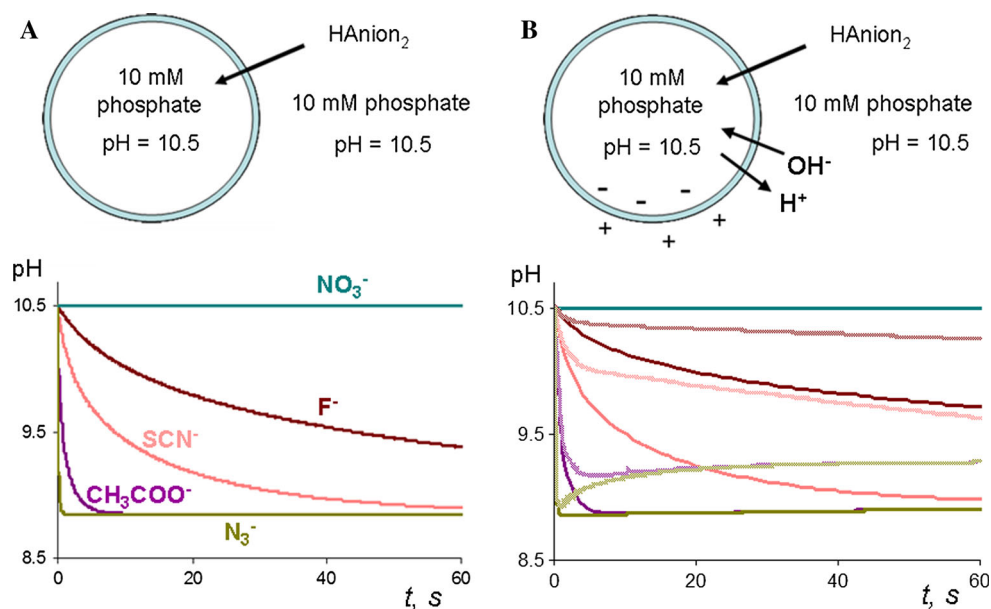 A
HAnion₂
10 mM
phosphate
pH = 10.5
10 mM phosphate
pH = 10.5
pH
10.5
9.5
8.5
NO₃⁻
F⁻
SCN⁻
CH₃COO⁻
N₃⁻
0
20
40
60
t, s
B
HAnion₂
10 mM
phosphate
pH = 10.5
10 mM phosphate
pH = 10.5
OH⁻
H⁺
- - - -
+ + +
pH
10.5
9.5
8.5
0
20
40
60
t, s